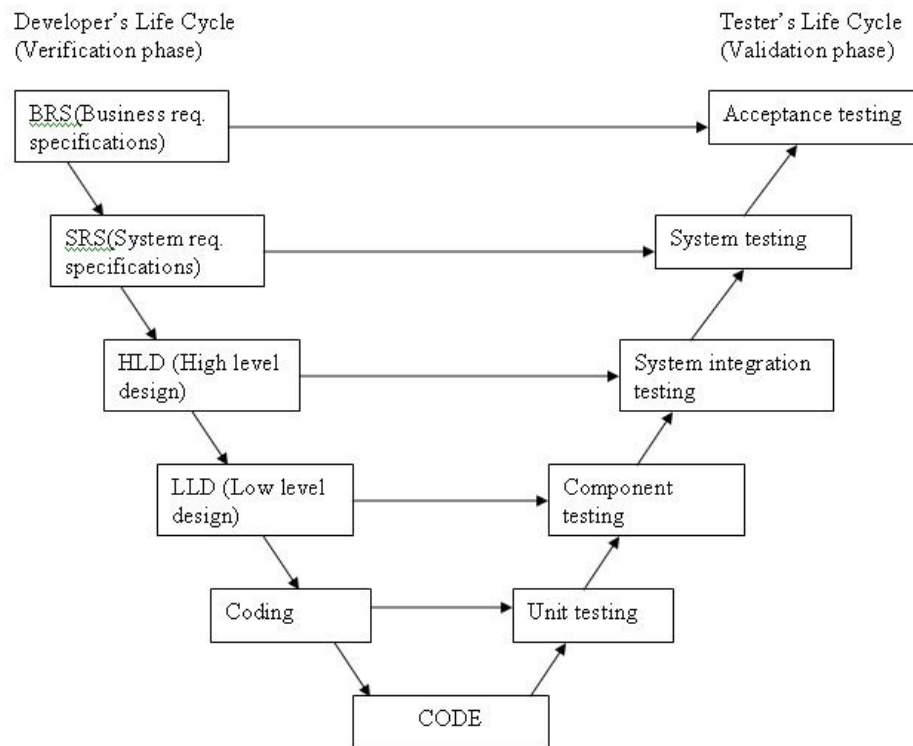 Developer's Life Cycle
(Verification phase)
Tester's Life Cycle
(Validation phase)
BRS(Business req.
specifications)
Acceptance testing
SRS(System req.
specifications)
System testing
HLD (High level
design)
System integration
testing
LLD (Low level
design)
Component
testing
Coding
Unit testing
CODE